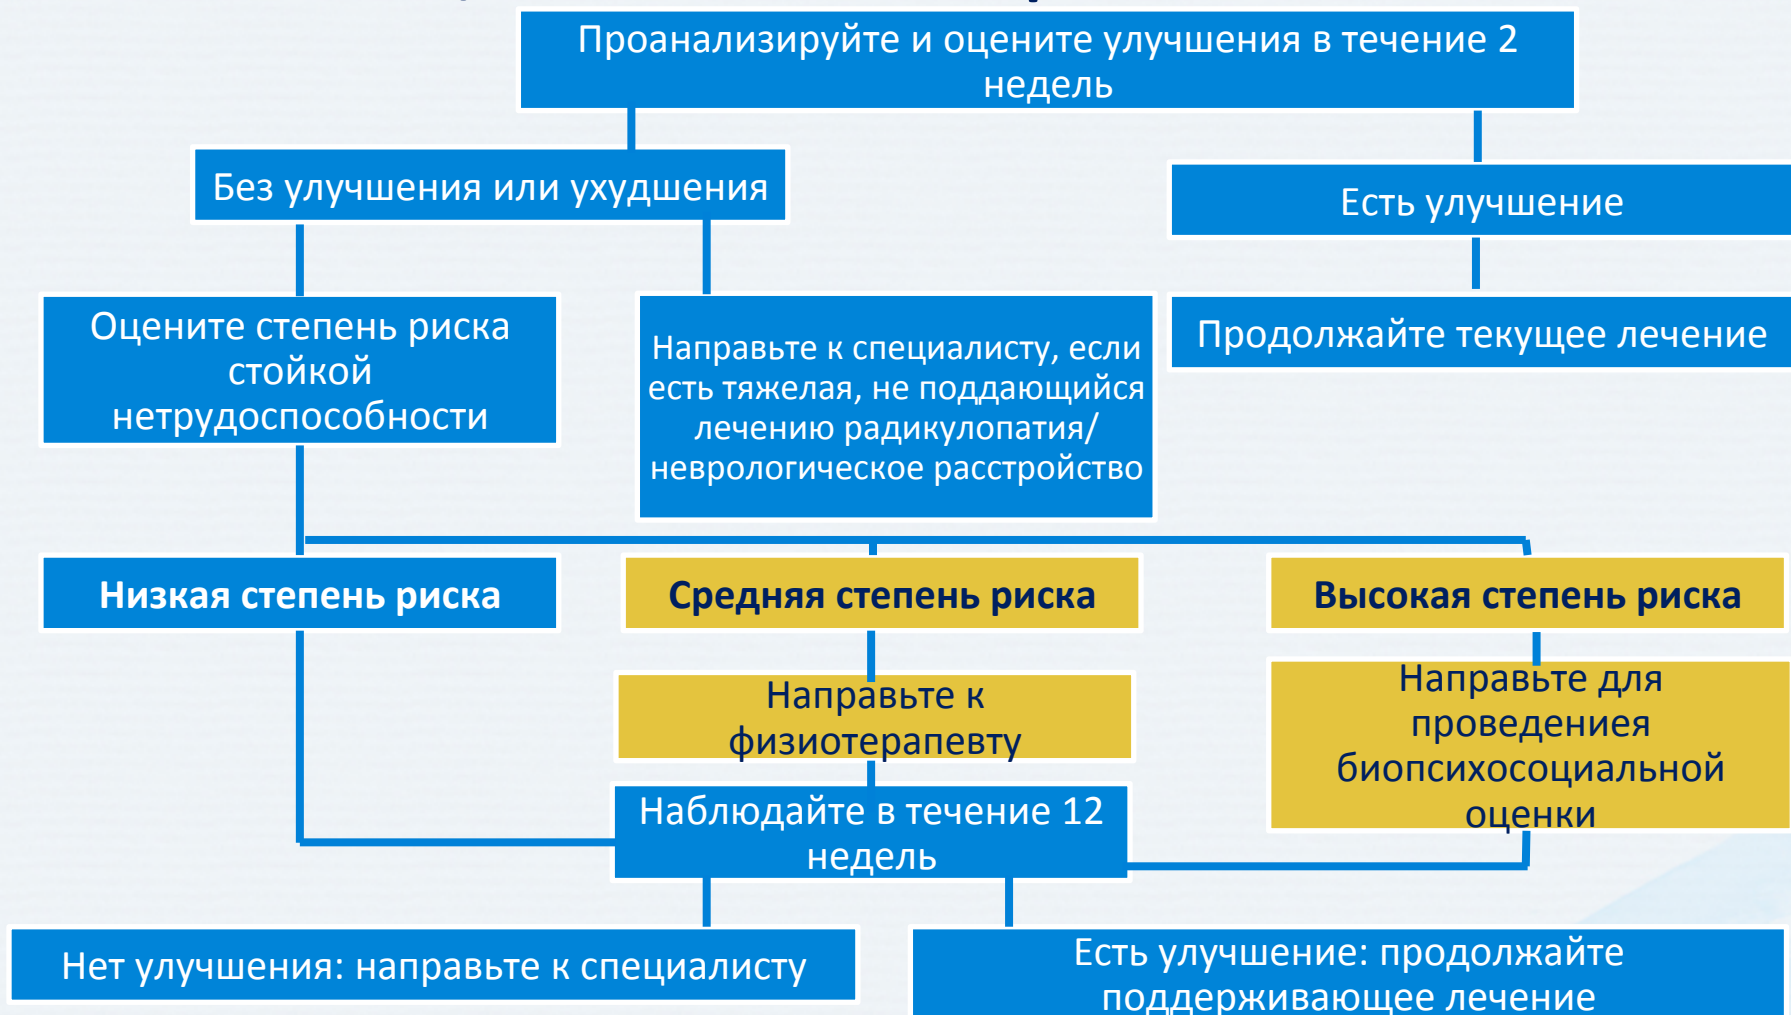 Проанализируйте и оцените улучшения в течение 2
недель
Без улучшения или ухудшения
Есть улучшение
Оцените степень риска
стойкой
нетрудоспособности
Направьте к специалисту, если
есть тяжелая, не поддающийся
лечению радикулопатия/
неврологическое расстройство
Продолжайте текущее лечение
Низкая степень риска
Средняя степень риска
Высокая степень риска
Направьте к
физиотерапевту
Направьте для
проведениея
биопсихосоциальной
оценки
Наблюдайте в течение 12
недель
Нет улучшения: направьте к специалисту
Есть улучшение: продолжайте
поддерживающее лечение